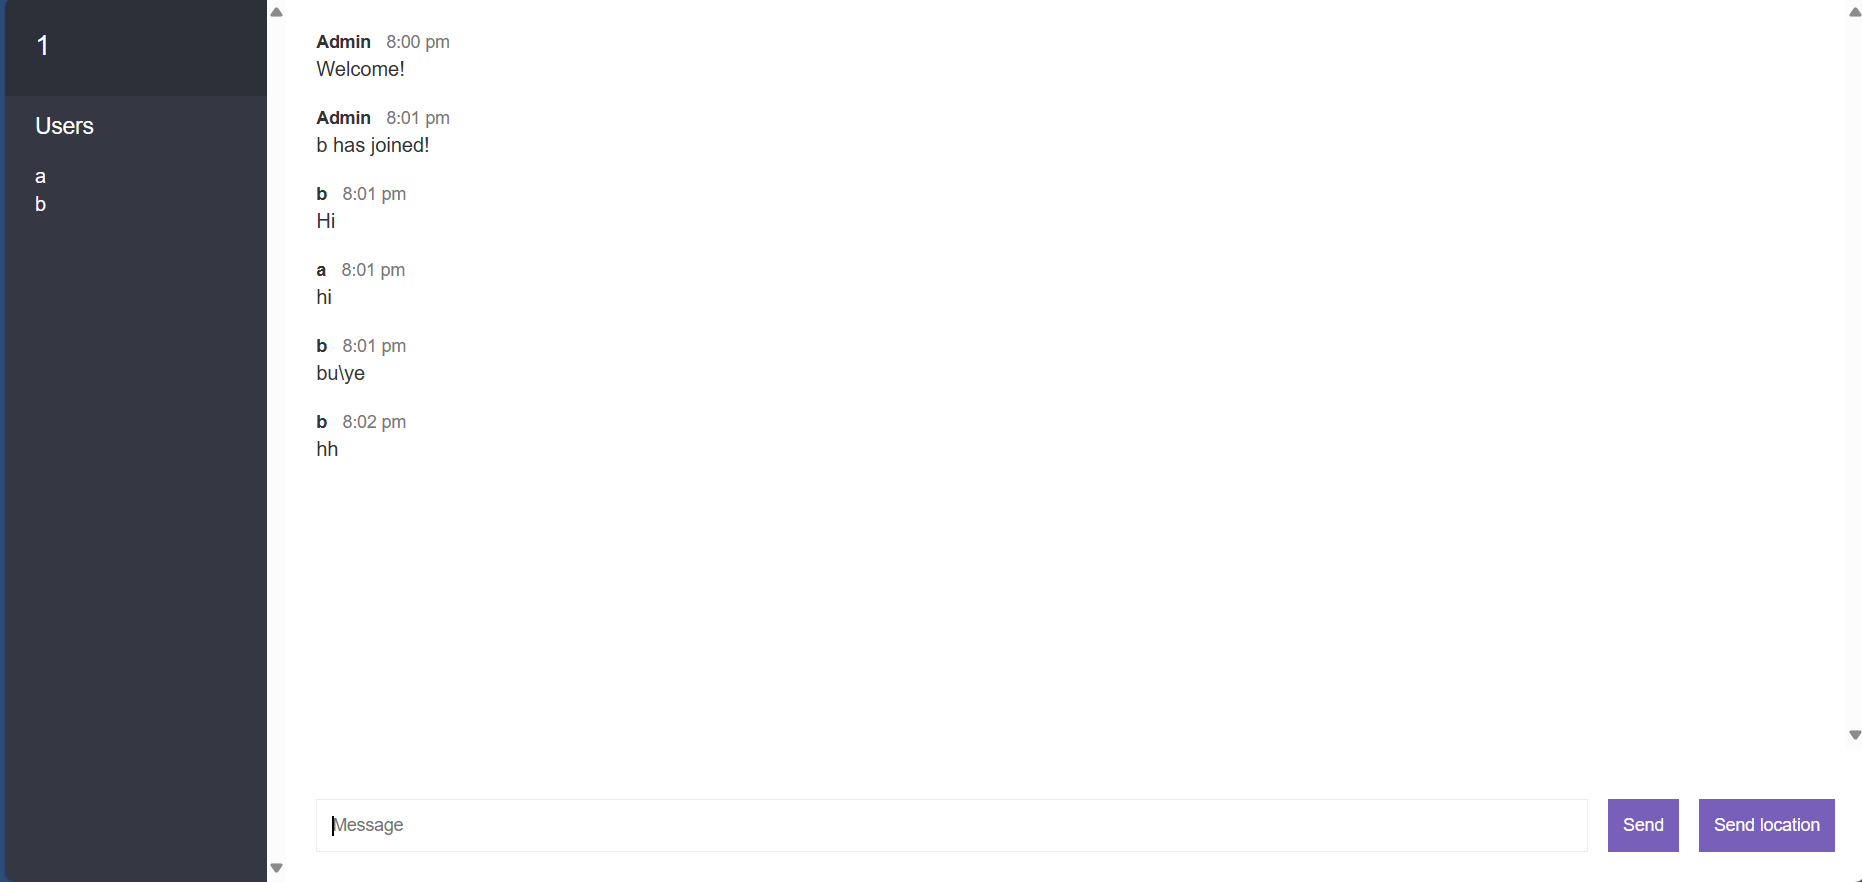 1
Users
a
b
Admin 8:00 pm
Welcome!
Admin 8:01 pm
b has joined!
b 8:01 pm
Hi
a 8:01 pm
hi
b 8:01 pm
bu\ye
b 8:02 pm
hh
Message
Send
Send location